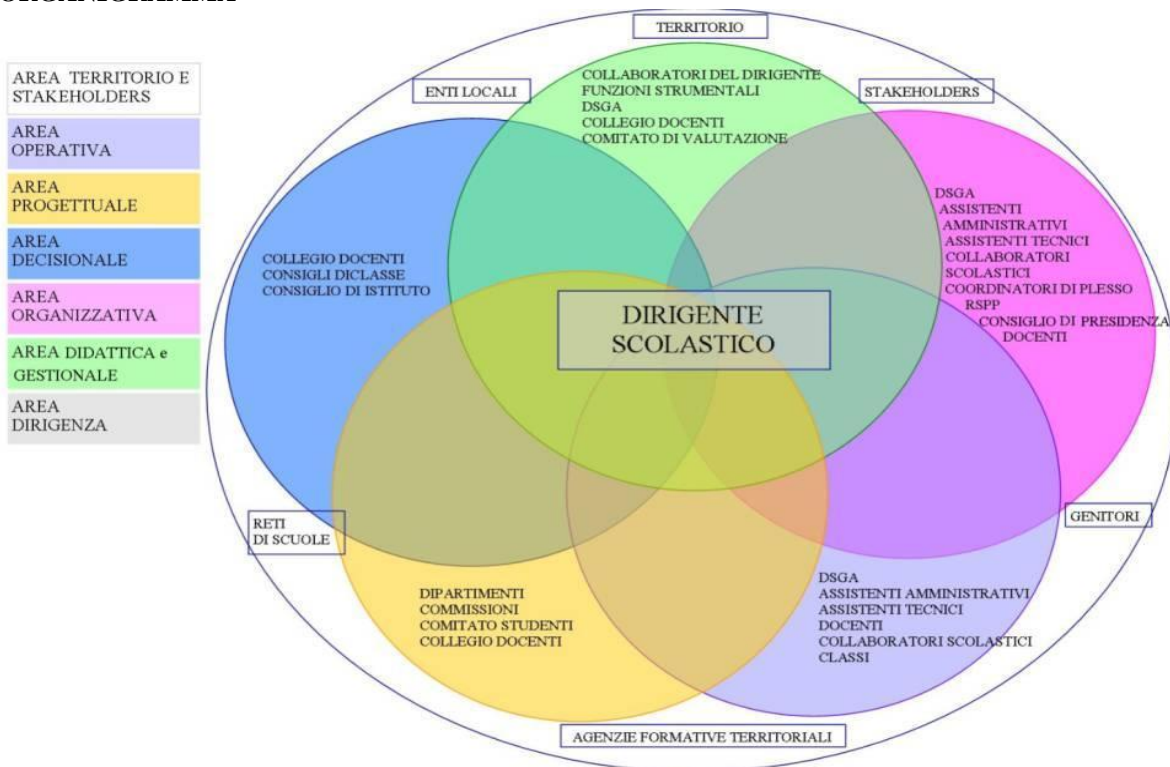 ORGANIGRAMMA
AREA TERRITORIO E
STAKEHOLDERS
AREA
OPERATIVA
AREA
PROGETTUALE
AREA
DECISIONALE
AREA
ORGANIZZATIVA
AREA DIDATTICA e
GESTIONALE
AREA
DIRIGENZA
TERRITORIO
ENTI LOCALI
STAKEHOLDERS
COLLABORATORI DEL DIRIGENTE
FUNZIONI STRUMENTALI
DSGA
COLLEGIO DOCENTI
COMITATO DI VALUTAZIONE
COLLEGIO DOCENTI
CONSIGLI DICLASSE
CONSIGLIO DI ISTITUTO
DSGA
ASSISTENTI
AMMINISTRATIVI
ASSISTENTI TECNICI
COLLABORATORI
SCOLASTICI
COORDINATORI DI PLESSO
RSPP
CONSIGLIO DI PRESIDENZA
DOCENTI
DIRIGENTE
SCOLASTICO
RETI
DI SCUOLE
GENITORI
DIPARTIMENTI
COMMISSIONI
COMITATO STUDENTI
COLLEGIO DOCENTI
DSGA
ASSISTENTI AMMINISTRATIVI
ASSISTENTI TECNICI
DOCENTI
COLLABORATORI SCOLASTICI
CLASSI
AGENZIE FORMATIVE TERRITORIALI